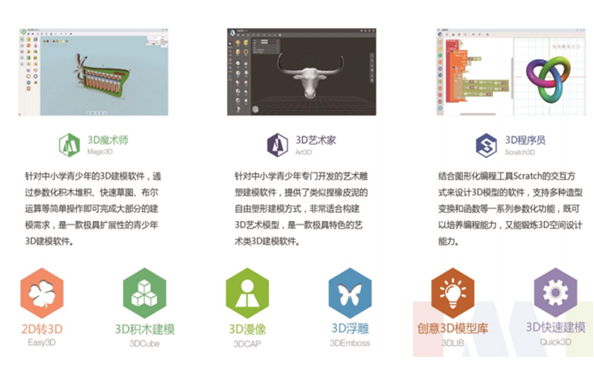 3D魔术师
Magic3D
针对中小学青少年的3D建模软件，通
过参数化积木堆积、快速草图、布尔
运算等简单操作即可完成大部分的建
模需求，是一款极具扩展性的青少年
3D建模软件。
3D艺术家
Art3D
针对中小学青少年专门开发的艺术雕
塑建模软件，提供了类似捏橡皮泥的
自由塑形建模方式，非常适合构建
3D艺术模型，是一款极具特色的艺
术类3D建模软件。
3D程序员
Scratch3D
结合图形化编程工具Scratch的交互方
式来设计3D模型的软件，支持多种造型
变换和函数等一系列参数化功能，既可
以培养编程能力，又能锻炼3D空间设计
能力。
2D转3D
Easy3D
3D积木建模
3DCube
3D漫像
3DCAP
3D浮雕
3DEmboss
创意3D模型库
3DLIB
3D快速建模
Quick3D